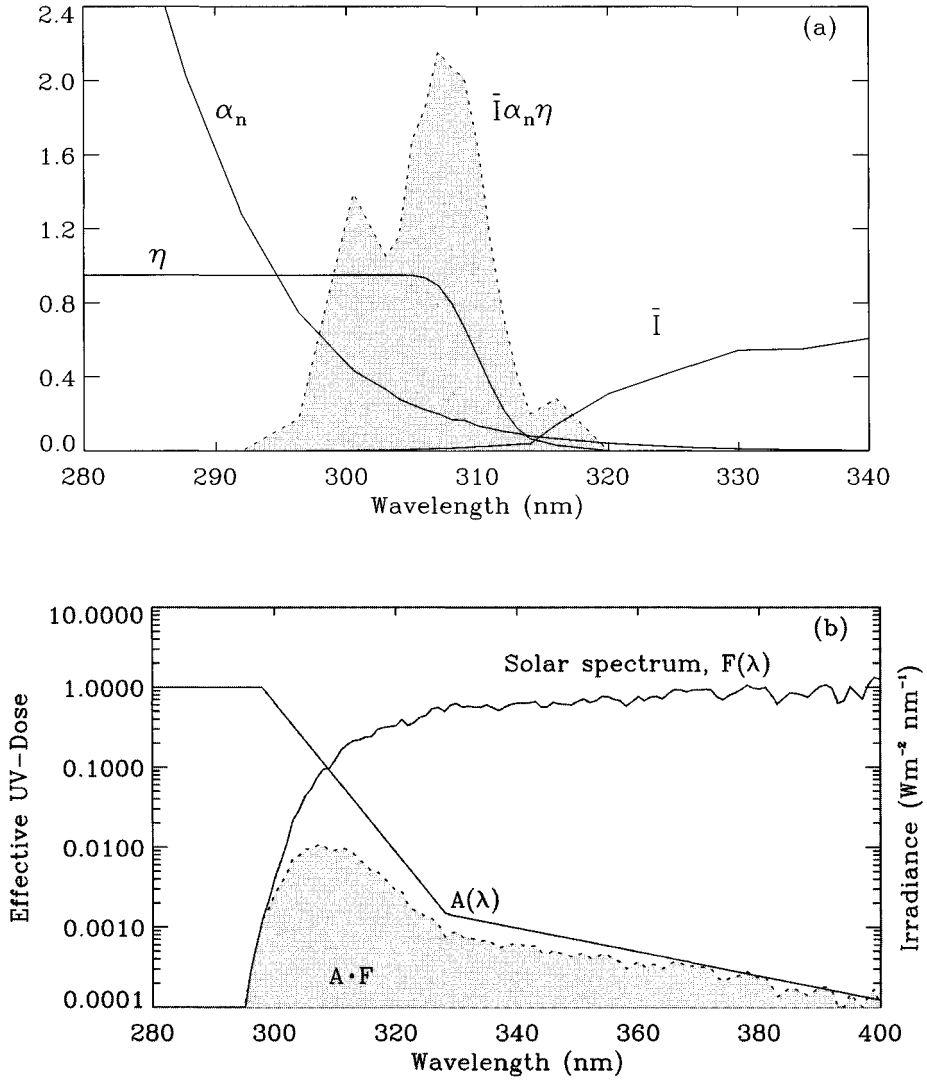 (a)
2.4
2.0
1.6
1.2
0.8
0.4
0.0
αn
η
Īαnη
Ī
280 290 300 310 320 330 340
Wavelength (nm)
(b)
10.0000
1.0000
0.1000
0.0100
0.0010
0.0001
Effective UV-Dose
Solar spectrum, F(λ)
A(λ)
A·F
Irradiance (Wm⁻² nm⁻¹)
280 300 320 340 360 380 400
Wavelength (nm)